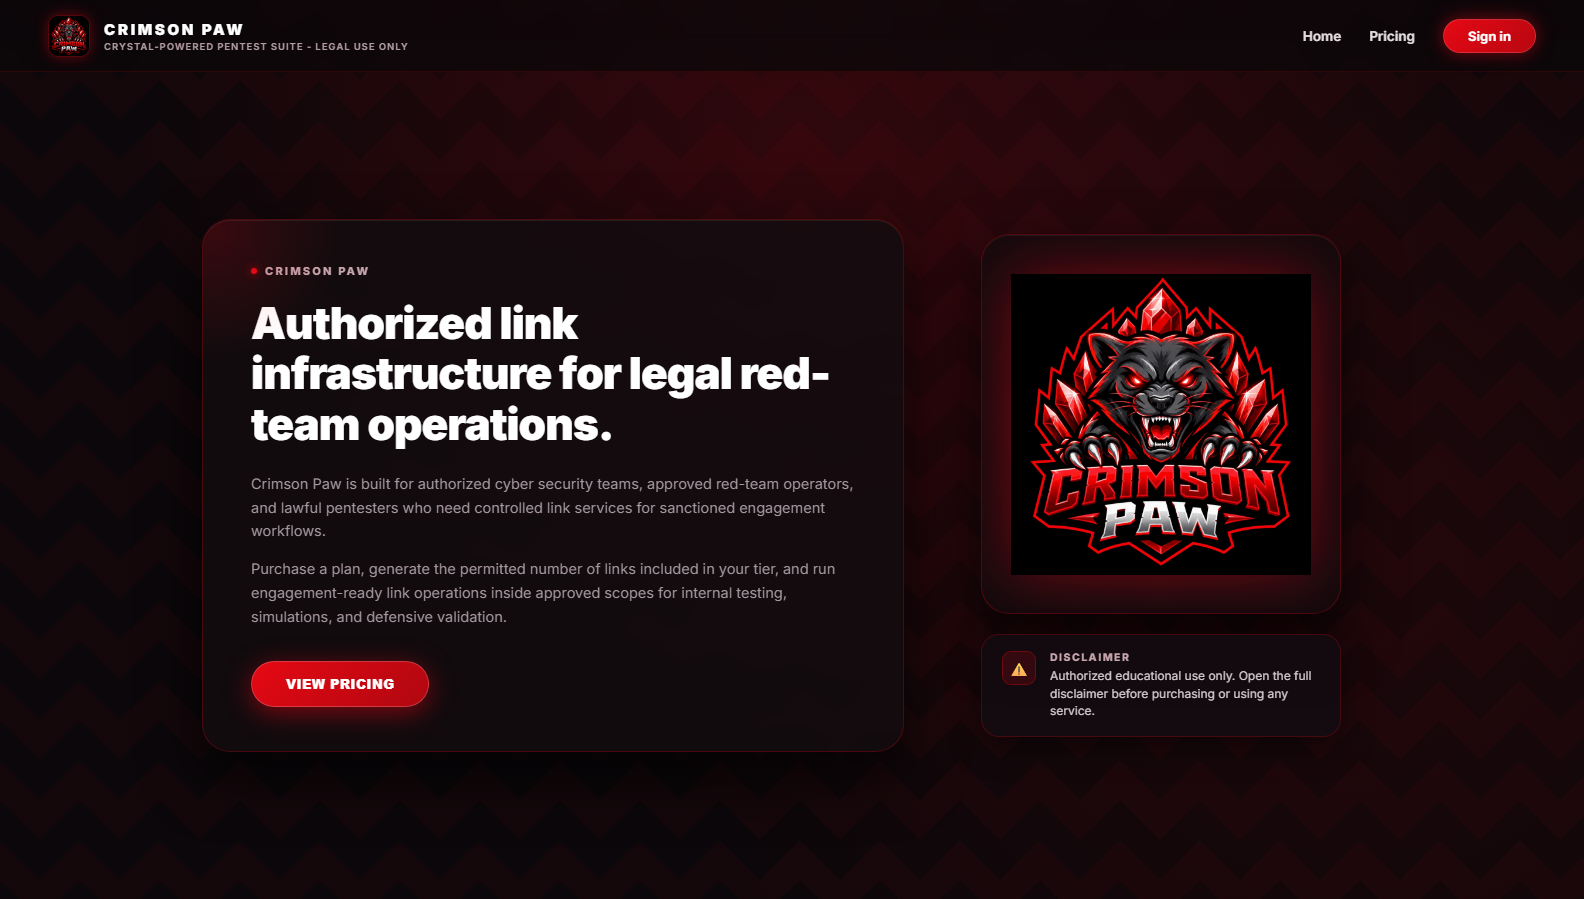 CRIMSON PAW
CRYSTAL-POWERED PENTEST SUITE - LEGAL USE ONLY
Home
Pricing
Sign in
CRIMSON PAW
Authorized link
infrastructure for legal red-
team operations.
Crimson Paw is built for authorized cyber security teams, approved red-team operators,
and lawful pentesters who need controlled link services for sanctioned engagement
workflows.
Purchase a plan, generate the permitted number of links included in your tier, and run
engagement-ready link operations inside approved scopes for internal testing,
simulations, and defensive validation.
VIEW PRICING
CRIMSON
PAW
DISCLAIMER
Authorized educational use only. Open the full
disclaimer before purchasing or using any
service.